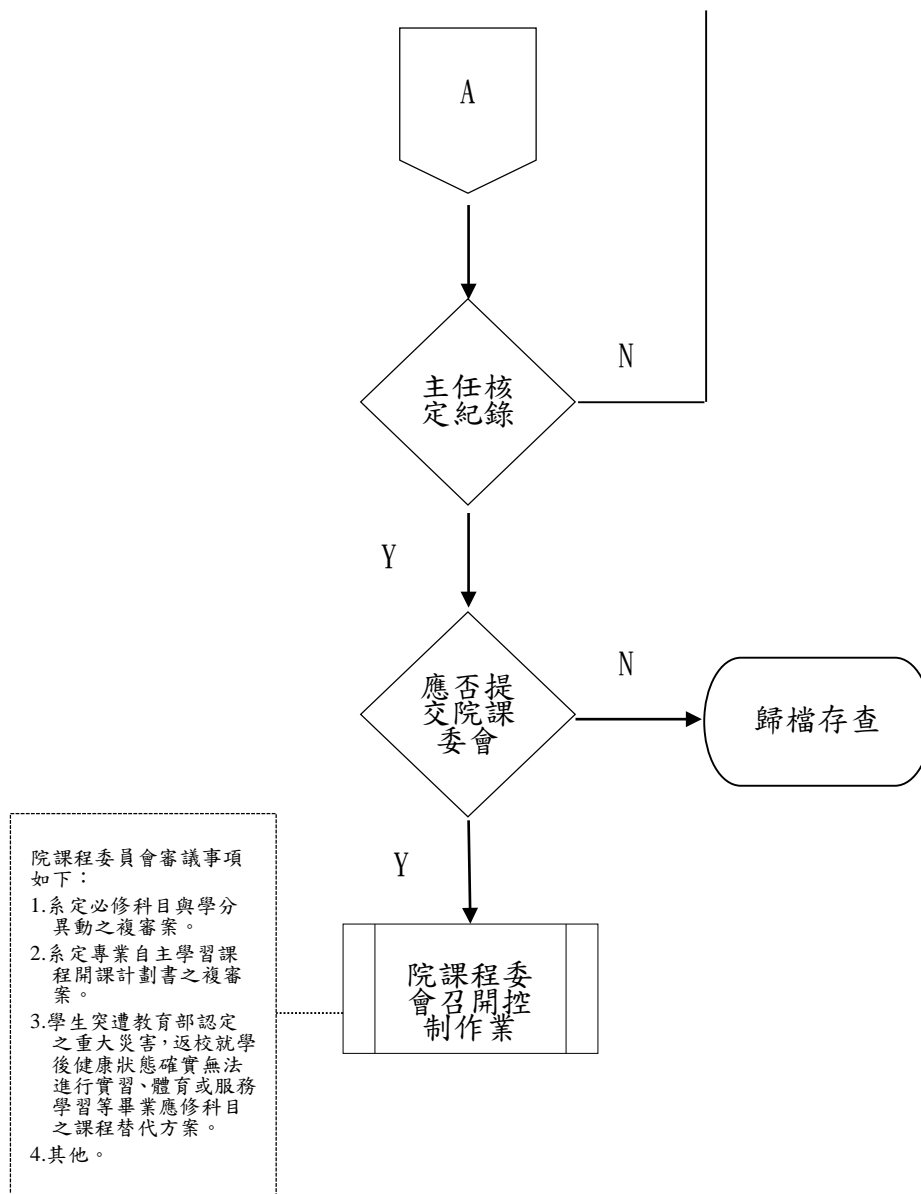 A
主任核
定紀錄
N
Y
應否提
交院課
委會
N
歸檔存查
Y
院課程委員會審議事項
如下：
1.系定必修科目與學分
異動之複審案。
2.系定專業自主學習課
程開課計劃書之複審
案。
3.學生突遭教育部認定
之重大災害，返校就學
後健康狀態確實無法
進行實習、體育或服務
學習等畢業應修科目
之課程替代方案。
4.其他。
院課程委
會召開控
制作業